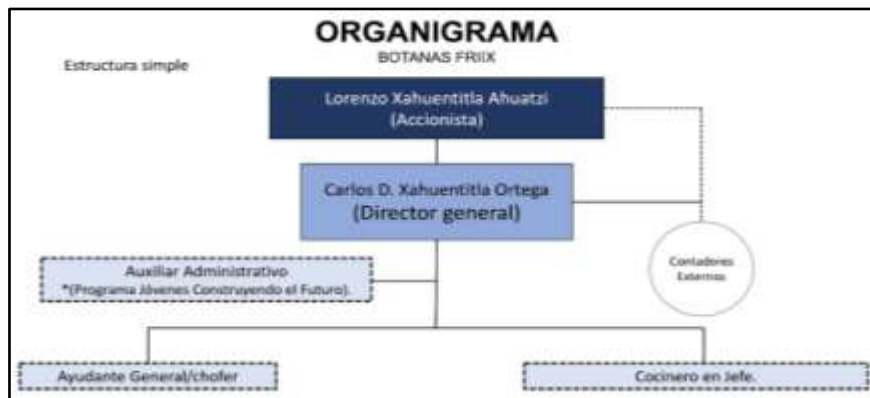 ORGANIGRAMA
BOTANAS FRIIX
Estructura simple
Lorenzo Xahuentitla Ahuatzi
(Accionista)
Carlos D. Xahuentitla Ortega
(Director general)
Auxiliar Administrativo
*(Programa Jóvenes Construyendo el Futuro).
Contadores
Externos
Ayudante General/chofer
Cocinero en Jefe.